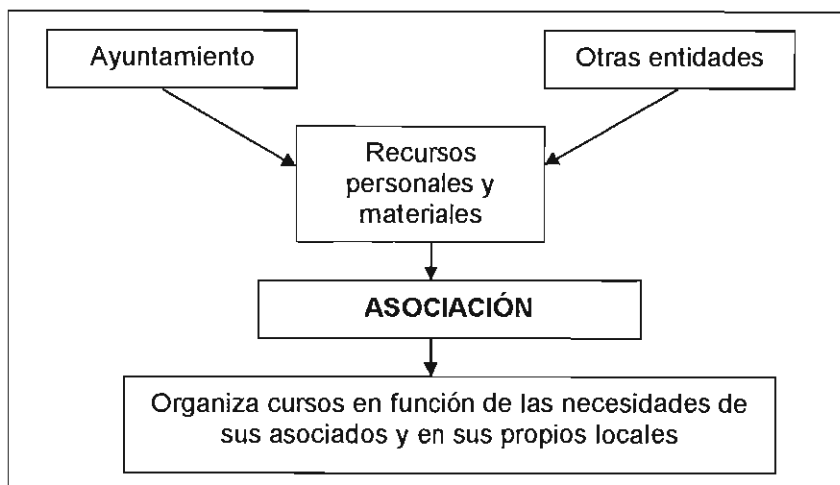 Ayuntamiento
Otras entidades
Recursos
personales y
materiales
ASOCIACIÓN
Organiza cursos en función de las necesidades de
sus asociados y en sus propios locales